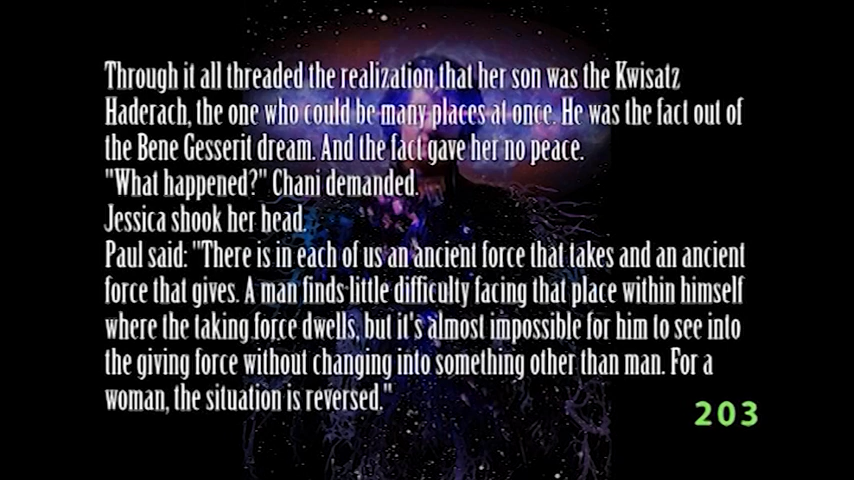 Through it all threaded the realization that her son was the Kwisatz
Haderach, the one who could be many places at once. He was the fact out of
the Bene Gesserit dream. And the fact gave her no peace.
"What happened?" Chani demanded.
Jessica shook her head.
Paul said: "There is in each of us an ancient force that takes and an ancient
force that gives. A man finds little difficulty facing that place within himself
where the taking force dwells, but it's almost impossible for him to see into
the giving force without changing into something other than man. For a
woman, the situation is reversed."
203